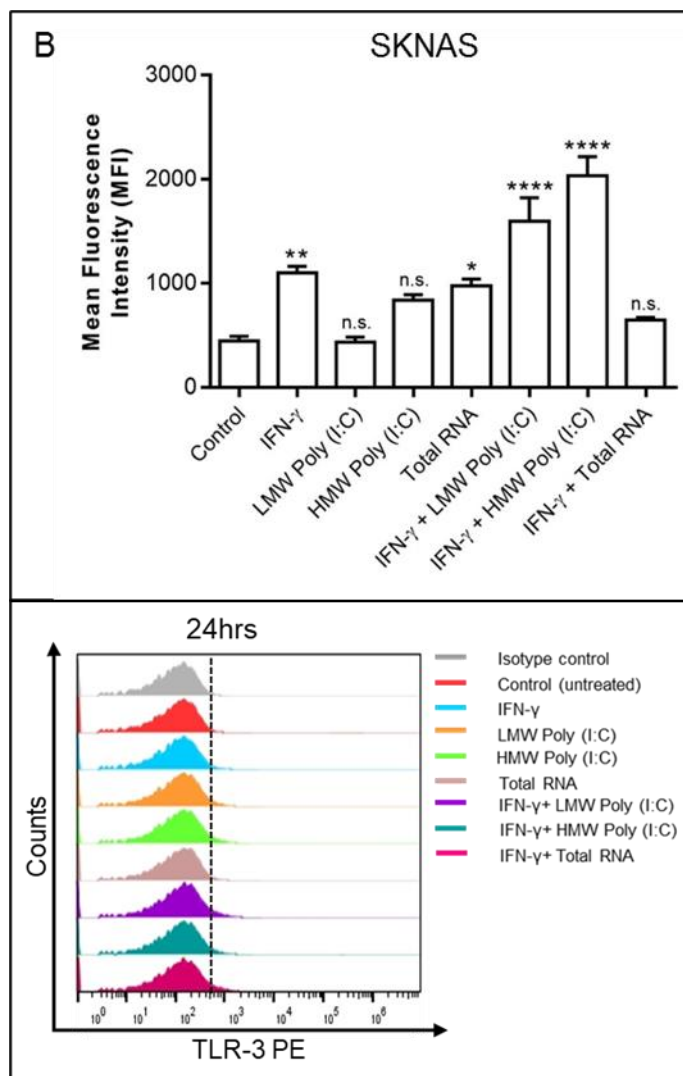 B
SKNAS
Mean Fluorescence
Intensity (MFI)
3000
2000
1000
0
**
n.s.
n.s.
*
****
****
n.s.
Control
IFN-γ
LMW Poly (I:C)
HMW Poly (I:C)
Total RNA
IFN-γ + LMW Poly (I:C)
IFN-γ + HMW Poly (I:C)
IFN-γ + Total RNA
24hrs
Counts
10⁰ 10¹ 10² 10³ 10⁴ 10⁵ 10⁶
TLR-3 PE
Isotype control
Control (untreated)
IFN-γ
LMW Poly (I:C)
HMW Poly (I:C)
Total RNA
IFN-γ+ LMW Poly (I:C)
IFN-γ+ HMW Poly (I:C)
IFN-γ+ Total RNA